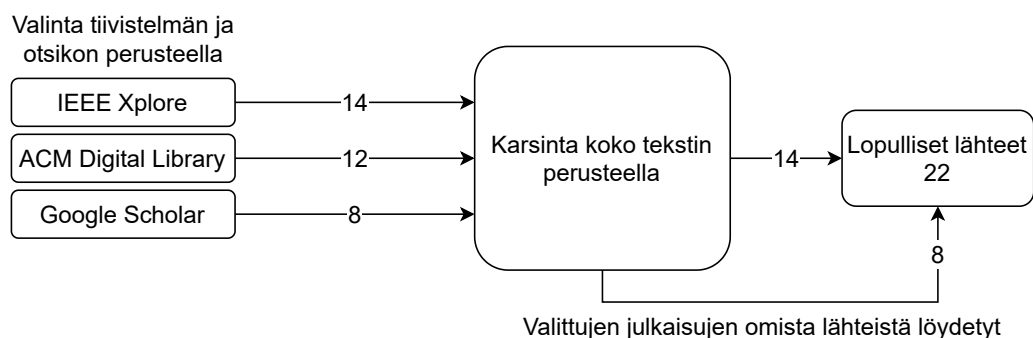 Valinta tiivistelmän ja
otsikon perusteella
IEEE Xplore
14
ACM Digital Library
12
Google Scholar
8
Karsinta koko tekstin
perusteella
14
Lopulliset lähteet
22
8
Valittujen julkaisujen omista lähteistä löydetyt